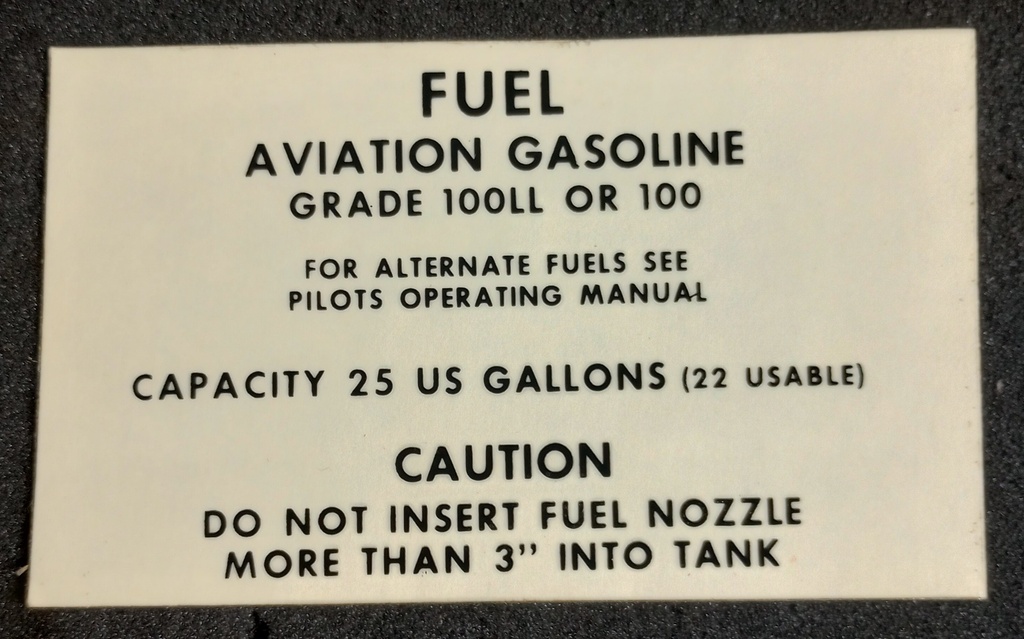 FUEL
AVIATION GASOLINE
GRADE 100LL OR 100
FOR ALTERNATE FUELS SEE
PILOTS OPERATING MANUAL
CAPACITY 25 US GALLONS (22 USABLE)
CAUTION
DO NOT INSERT FUEL NOZZLE
MORE THAN 3" INTO TANK